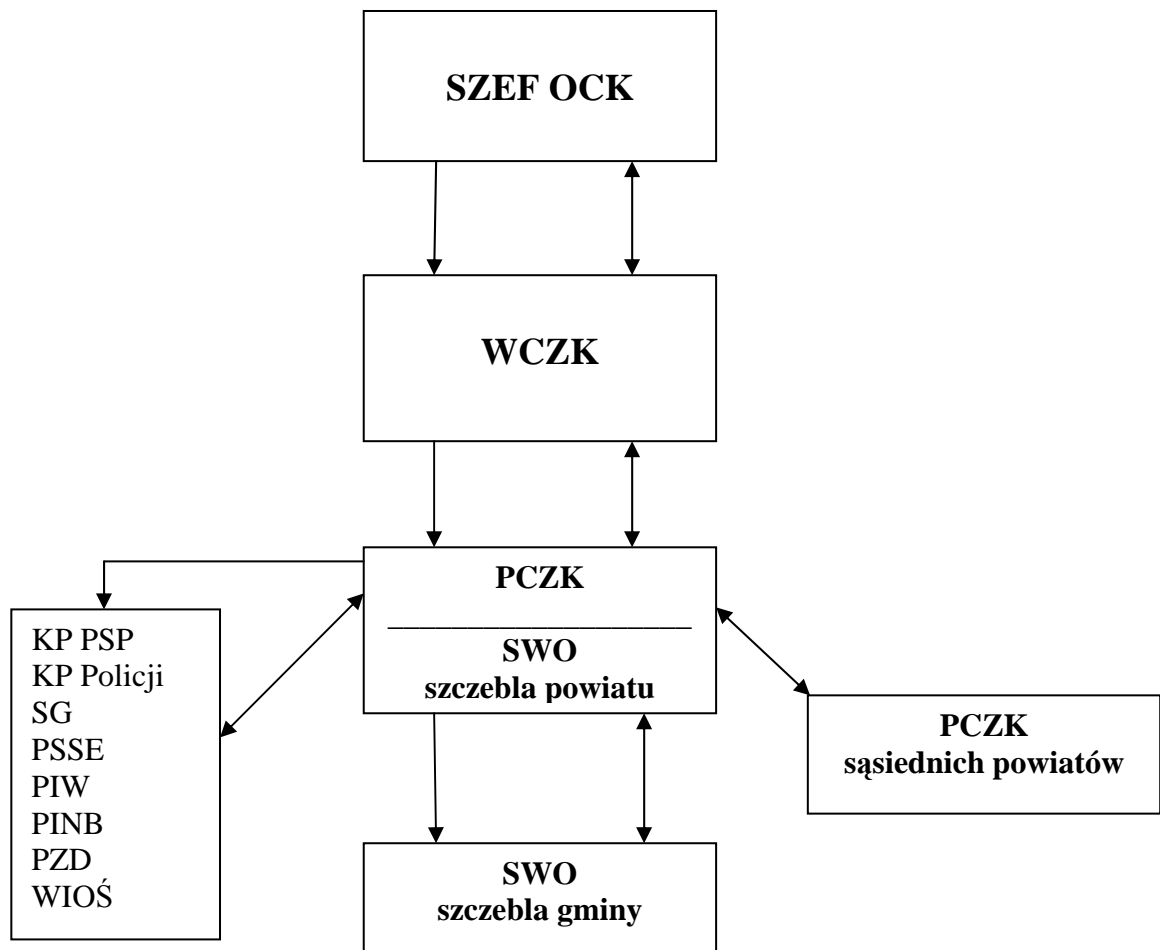 SZEF OCK
WCZK
PCZK
SWO
szczebla powiatu
KP PSP
KP Policji
SG
PSSE
PIW
PINB
PZD
WIOŚ
PCZK
sąsiednich powiatów
SWO
szczebla gminy